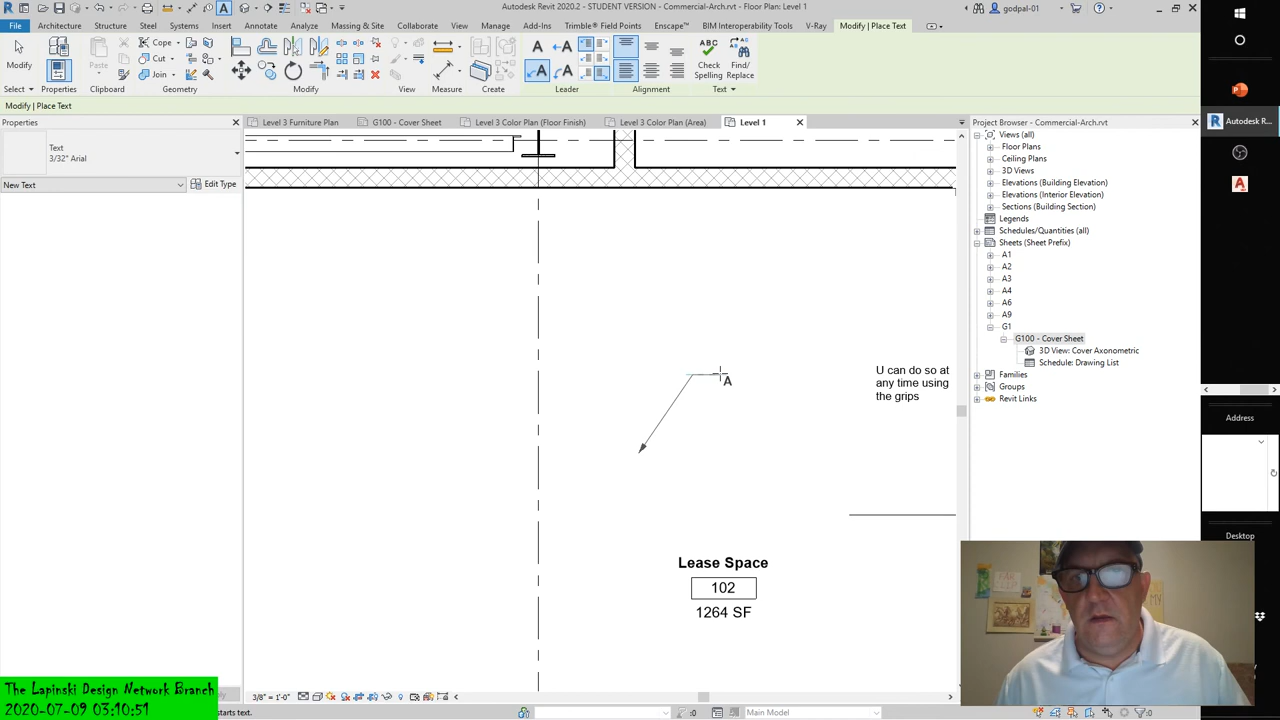 Autodesk Revit 2020.2 - STUDENT VERSION - Commercial-Arch.rvt - Floor Plan: Level 1
godpal-01
File Architecture Structure Steel Systems Insert Annotate Analyze Massing & Site Collaborate View Manage Add-Ins Trimble® Field Points Enscape™ BIM Interoperability Tools V-Ray Modify | Place Text
Modify
Properties
Paste
Cope
Cut
Join
Check Spelling
Find/ Replace
Select
Properties
Clipboard
Geometry
Modify
View
Measure
Create
Leader
Alignment
Text
Modify | Place Text
Properties
Text
3/32" Arial
New Text
Edit Type
Level 3 Furniture Plan
G100 - Cover Sheet
Level 3 Color Plan (Floor Finish)
Level 3 Color Plan (Area)
Level 1
A
U can do so at
any time using
the grips
Lease Space
102
1264 SF
Project Browser - Commercial-Arch.rvt
Views (all)
Floor Plans
Ceiling Plans
3D Views
Elevations (Building Elevation)
Elevations (Interior Elevation)
Sections (Building Section)
Legends
Schedules/Quantities (all)
Sheets (Sheet Prefix)
A1
A2
A3
A4
A6
A9
G1
G100 - Cover Sheet
3D View: Cover Axonometric
Schedule: Drawing List
Families
Groups
Revit Links
Autodesk R...
Address
Desktop
The Lapinski Design Network Branch
2020-07-09 03:10:51
starts text.
3/8" = 1'-0"
:0
Main Model
:0